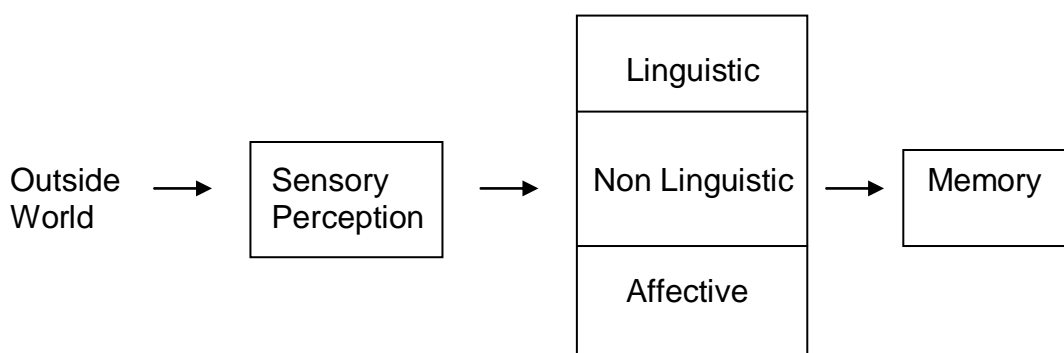 Outside
World
Sensory
Perception
Linguistic
Non Linguistic
Affective
Memory